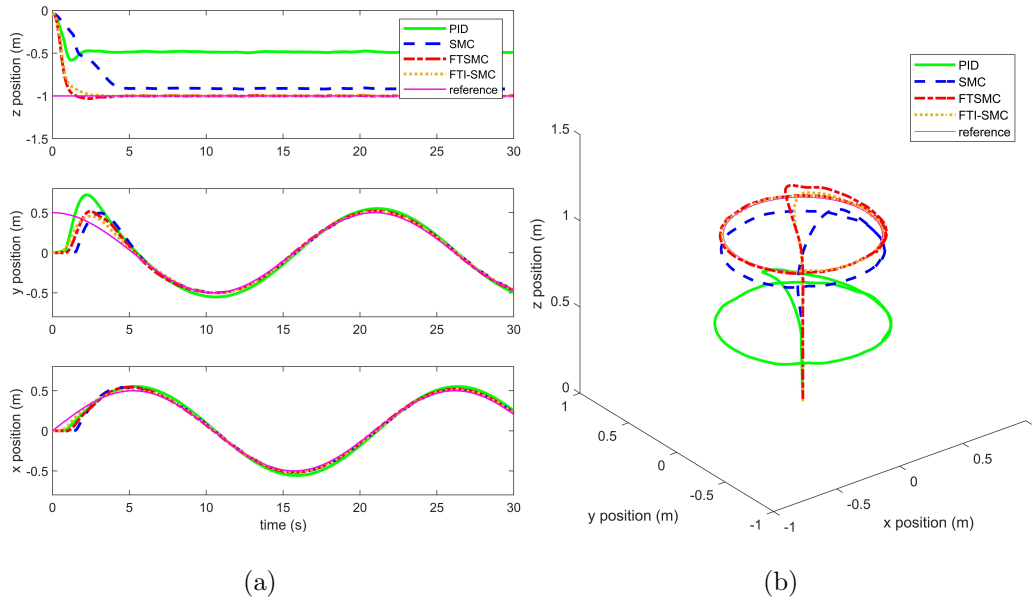 0
-0.5
-1
-1.5
z position (m)
PID
SMC
FTSMC
FTI-SMC
reference
0 5 10 15 20 25 30
0.5
0
-0.5
y position (m)
0 5 10 15 20 25 30
0.5
0
-0.5
x position (m)
0 5 10 15 20 25 30
time (s)
(a)
PID
SMC
FTSMC
FTI-SMC
reference
1.5
1
0.5
0
z position (m)
1
0.5
0
-0.5
-1
y position (m)
-1
-0.5
0
0.5
x position (m)
(b)